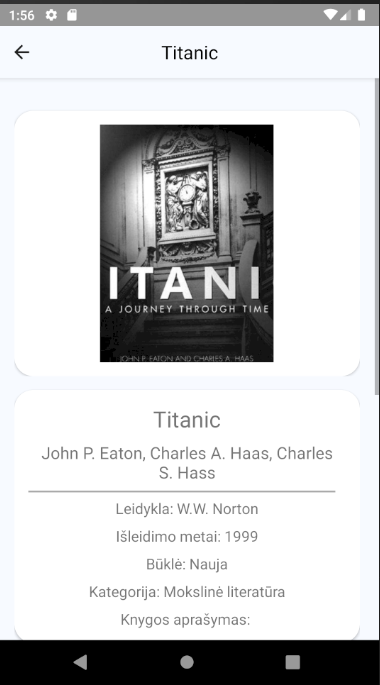 1:56
Titanic
ITANI
A JOURNEY THROUGH TIME
JOHN P. EATON AND CHARLES A. HAAS
Titanic
John P. Eaton, Charles A. Haas, Charles
S. Hass
Leidykla: W.W. Norton
Išleidimo metai: 1999
Būklė: Nauja
Kategorija: Mokslinė literatūra
Knygos aprašymas: